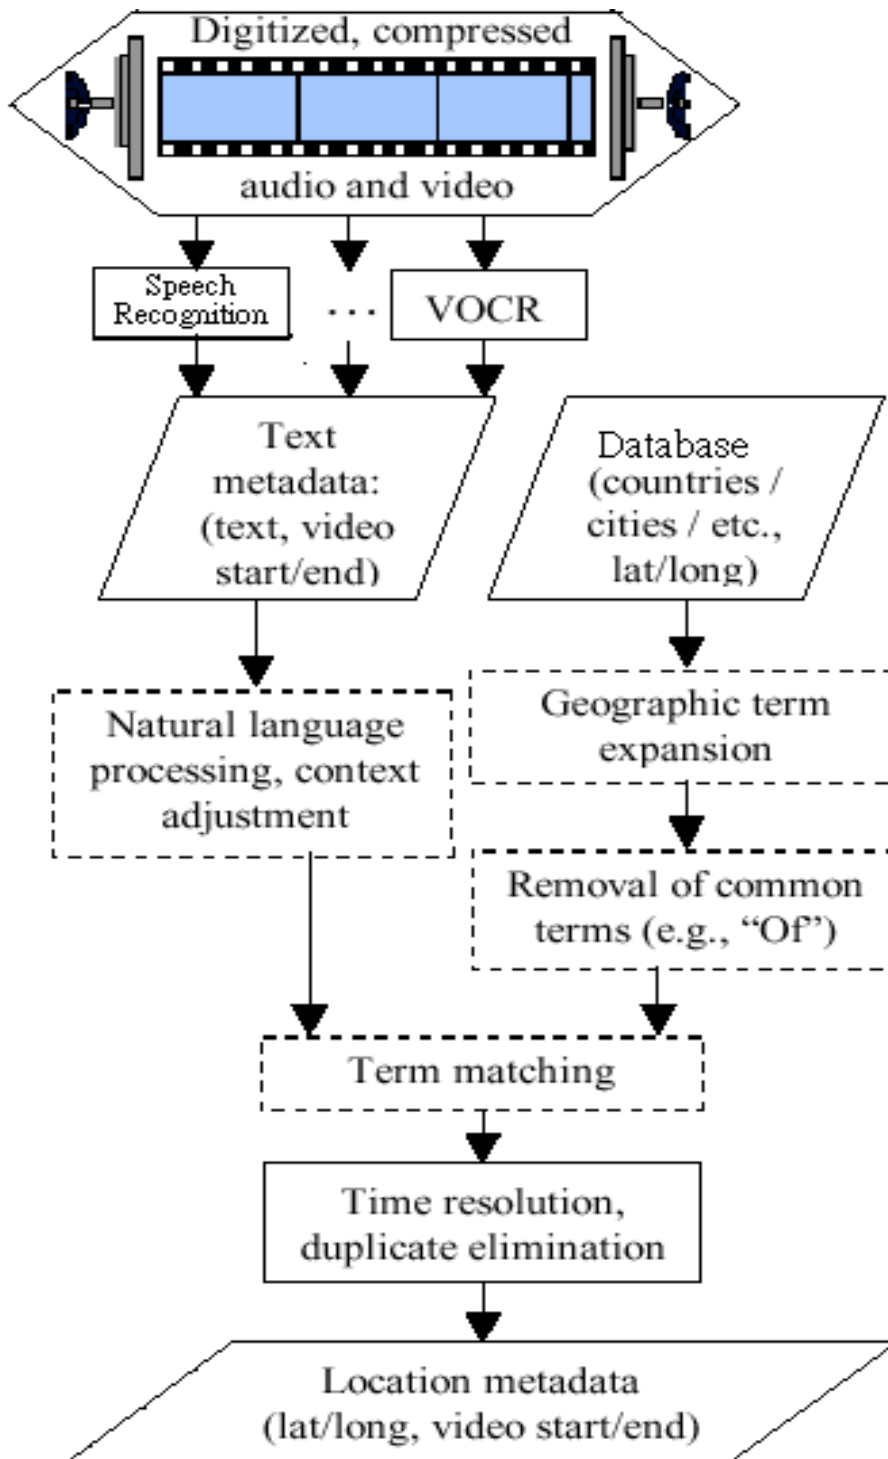 Digitized, compressed
audio and video
Speech
Recognition
...
VOCR
Text
metadata:
(text, video
start/end)
Database
(countries /
cities / etc.,
lat/long)
Natural language
processing, context
adjustment
Geographic term
expansion
Removal of common
terms (e.g., “Of”)
Term matching
Time resolution,
duplicate elimination
Location metadata
(lat/long, video start/end)